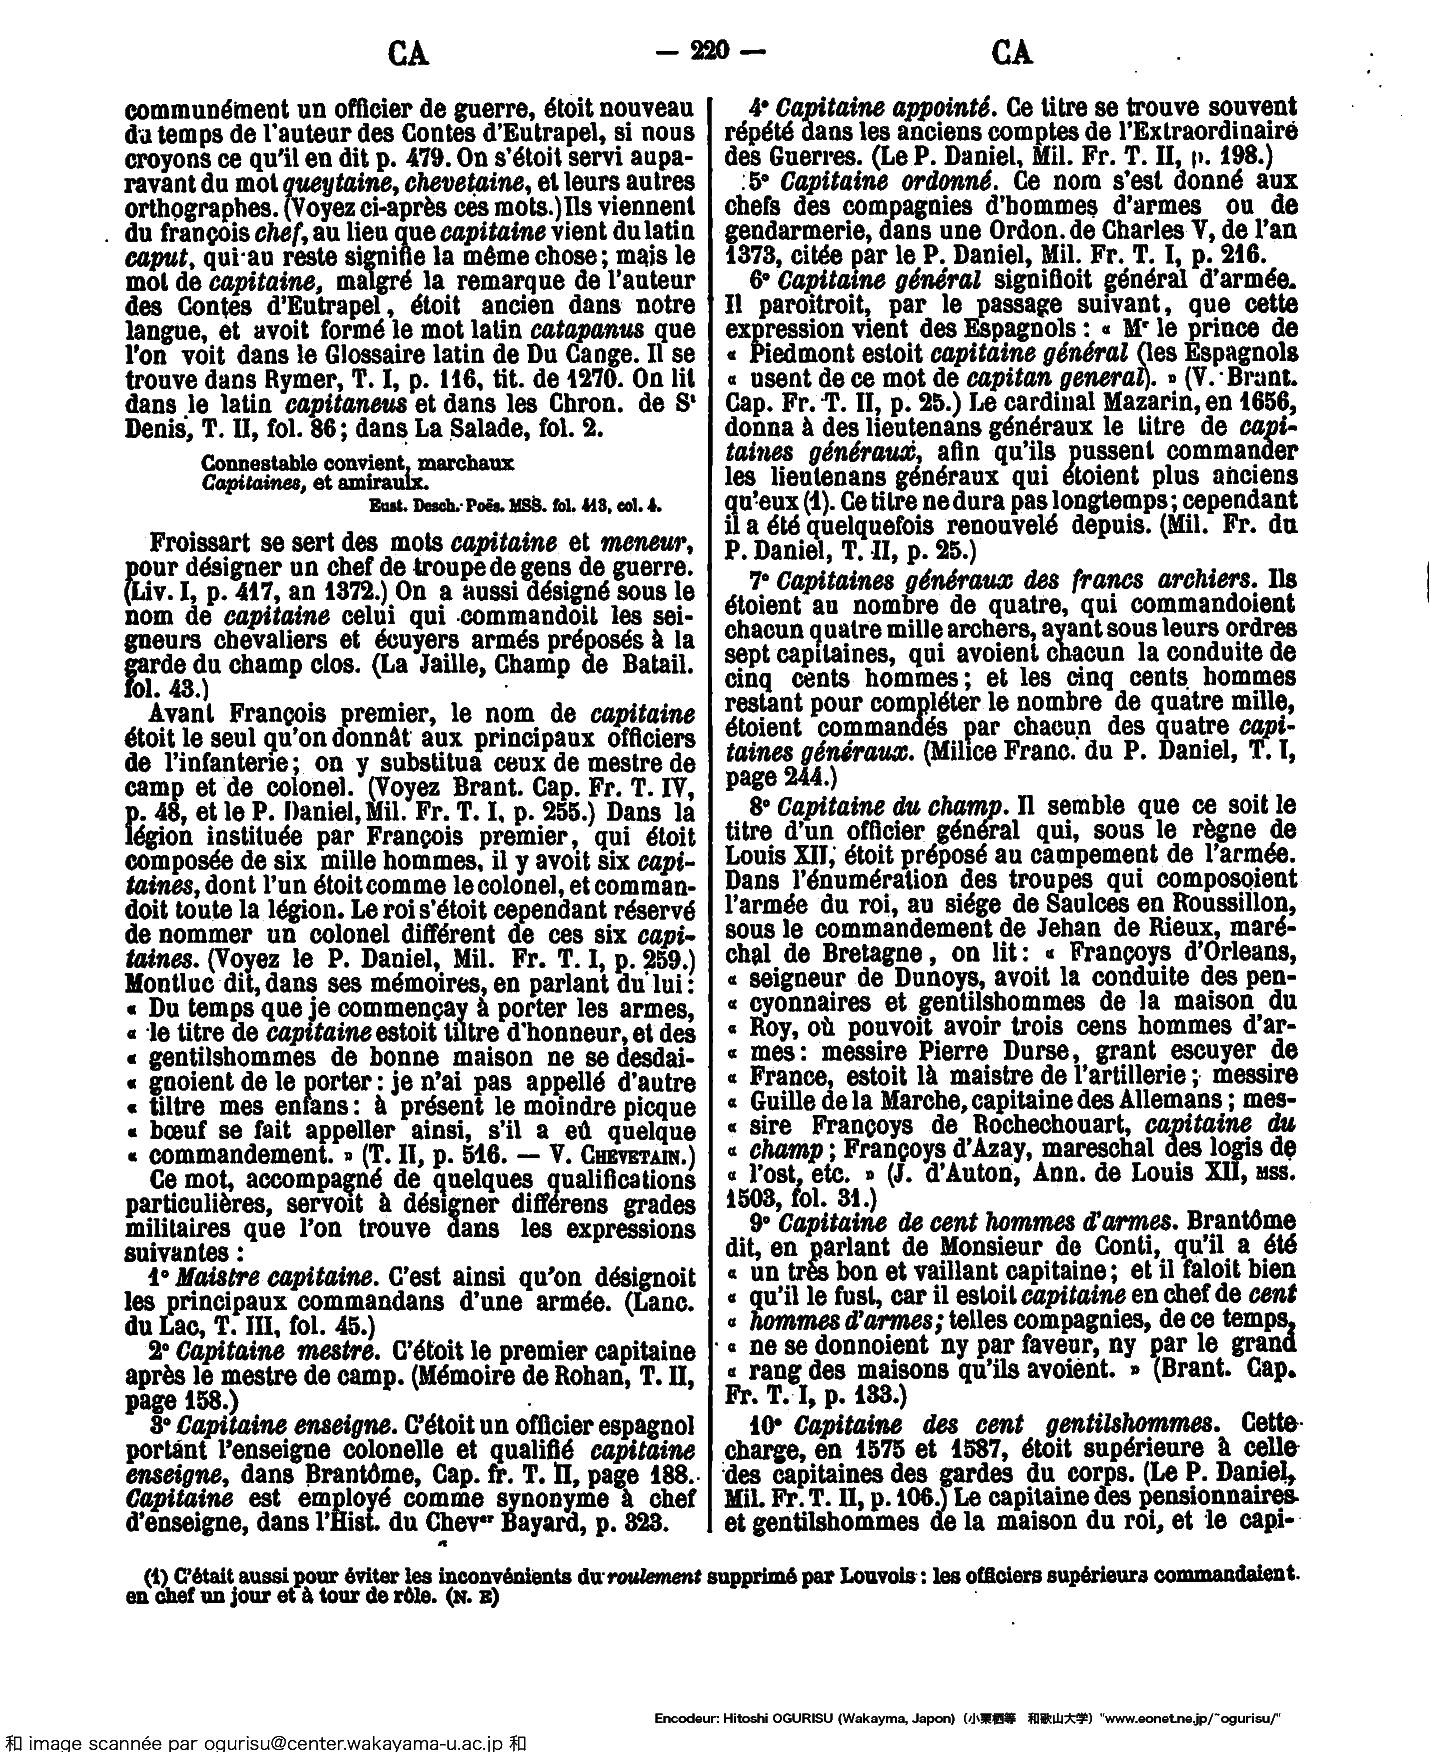 CA
— 220 —
CA
communément un officier de guerre, étoit nouveau
du temps de l'auteur des Contes d'Eutrapel, si nous
croyons ce qu'il en dit p. 479. On s'étoit servi aupa-
ravant du mot queytaine, chevetaine, et leurs autres
orthographes. (Voyez ci-après ces mots.) Ils viennent
du françois chef, au lieu que capitaine vient du latin
caput, qui au reste signifie la même chose ; mais le
mot de capitaine, malgré la remarque de l'auteur
des Contes d'Eutrapel, étoit ancien dans notre
langue, et avoit formé le mot latin catapanus que
l'on voit dans le Glossaire latin de Du Cange. Il se
trouve dans Rymer, T. I, p. 116, tit. de 1270. On lit
dans le latin capitaneus et dans les Chron. de St
Denis, T. II, fol. 86 ; dans La Salade, fol. 2.
Connestable convient, marchaux
Capitaines, et amiraulx.
Eust. Desch. Poës. MSS. fol. 413, col. 4.
Froissart se sert des mots capitaine et meneur,
pour désigner un chef de troupe de gens de guerre.
(Liv. I, p. 417, an 1372.) On a aussi désigné sous le
nom de capitaine celui qui commandoit les sei-
gneurs chevaliers et écuyers armés préposés à la
garde du champ clos. (La Jaille, Champ de Batail.
fol. 43.)
Avant François premier, le nom de capitaine
étoit le seul qu'on donnât aux principaux officiers
de l'infanterie ; on y substitua ceux de mestre de
camp et de colonel. (Voyez Brant. Cap. Fr. T. IV,
p. 48, et le P. Daniel, Mil. Fr. T. I, p. 255.) Dans la
légion instituée par François premier, qui étoit
composée de six mille hommes, il y avoit six capi-
taines, dont l'un étoit comme le colonel, et comman-
doit toute la légion. Le roi s'étoit cependant réservé
de nommer un colonel différent de ces six capi-
taines. (Voyez le P. Daniel, Mil. Fr. T. I, p. 259.)
Montluc dit, dans ses mémoires, en parlant du lui :
« Du temps que je commençay à porter les armes,
« le titre de capitaine estoit tiltre d'honneur, et des
« gentilshommes de bonne maison ne se desdai-
« gnoient de le porter : je n'ai pas appellé d'autre
« tiltre mes enfans : à présent le moindre picque
« bœuf se fait appeller ainsi, s'il a eû quelque
« commandement. » (T. II, p. 516. — V. CHEVETAIN.)
Ce mot, accompagné de quelques qualifications
particulières, servoit à désigner différens grades
militaires que l'on trouve dans les expressions
suivantes :
1° Maistre capitaine. C'est ainsi qu'on désignoit
les principaux commandans d'une armée. (Lanc.
du Lac, T. III, fol. 45.)
2° Capitaine mestre. C'étoit le premier capitaine
après le mestre de camp. (Mémoire de Rohan, T. II,
page 158.)
3° Capitaine enseigne. C'étoit un officier espagnol
portant l'enseigne colonelle et qualifié capitaine
enseigne, dans Brantôme, Cap. fr. T. II, page 188.
Capitaine est employé comme synonyme à chef
d'enseigne, dans l'Hist. du Chever Bayard, p. 323.
4° Capitaine appointé. Ce titre se trouve souvent
répété dans les anciens comptes de l'Extraordinaire
des Guerres. (Le P. Daniel, Mil. Fr. T. II, p. 198.)
5° Capitaine ordonné. Ce nom s'est donné aux
chefs des compagnies d'hommes d'armes ou de
gendarmerie, dans une Ordon. de Charles V, de l'an
1373, citée par le P. Daniel, Mil. Fr. T. I, p. 216.
6° Capitaine général signifioit général d'armée.
Il paroitroit, par le passage suivant, que cette
expression vient des Espagnols : « Mr le prince de
« Piedmont estoit capitaine général (les Espagnols
« usent de ce mot de capitan general). » (V. Brant.
Cap. Fr. T. II, p. 25.) Le cardinal Mazarin, en 1656,
donna à des lieutenans généraux le titre de capi-
taines généraux, afin qu'ils pussent commander
les lieutenans généraux qui étoient plus anciens
qu'eux (1). Ce titre ne dura pas longtemps ; cependant
il a été quelquefois renouvelé depuis. (Mil. Fr. du
P. Daniel, T. II, p. 25.)
7° Capitaines généraux des francs archiers. Ils
étoient au nombre de quatre, qui commandoient
chacun quatre mille archers, ayant sous leurs ordres
sept capitaines, qui avoient chacun la conduite de
cinq cents hommes ; et les cinq cents hommes
restant pour compléter le nombre de quatre mille,
étoient commandés par chacun des quatre capi-
taines généraux. (Milice Franc. du P. Daniel, T. I,
page 244.)
8° Capitaine du champ. Il semble que ce soit le
titre d'un officier général qui, sous le règne de
Louis XII, étoit préposé au campement de l'armée.
Dans l'énumération des troupes qui composoient
l'armée du roi, au siége de Saulces en Roussillon,
sous le commandement de Jehan de Rieux, maré-
chal de Bretagne, on lit : « Françoys d'Orleans,
« seigneur de Dunoys, avoit la conduite des pen-
« cyonnaires et gentilshommes de la maison du
« Roy, où pouvoit avoir trois cens hommes d'ar-
« mes : messire Pierre Durse, grant escuyer de
« France, estoit là maistre de l'artillerie ; messire
« Guille de la Marche, capitaine des Allemans ; mes-
« sire Françoys de Rochechouart, capitaine du
« champ ; Françoys d'Azay, mareschal des logis de
« l'ost, etc. » (J. d'Auton, Ann. de Louis XII, MSS.
1503, fol. 31.)
9° Capitaine de cent hommes d'armes. Brantôme
dit, en parlant de Monsieur de Conti, qu'il a été
« un très bon et vaillant capitaine ; et il faloit bien
« qu'il le fust, car il estoit capitaine en chef de cent
« hommes d'armes ; telles compagnies, de ce temps,
« ne se donnoient ny par faveur, ny par le grand
« rang des maisons qu'ils avoient. » (Brant. Cap.
Fr. T. I, p. 133.)
10° Capitaine des cent gentilshommes. Cette
charge, en 1575 et 1587, étoit supérieure à celle
des capitaines des gardes du corps. (Le P. Daniel,
Mil. Fr. T. II, p. 106.) Le capitaine des pensionnaires
et gentilshommes de la maison du roi, et le capi-
(1) C'était aussi pour éviter les inconvénients du roulement supprimé par Louvois : les officiers supérieurs commandaient
en chef un jour et à tour de rôle. (N. E)
Encodeur: Hitoshi OGURISU (Wakayma, Japon) (小栗栖等 和歌山大学) "www.eonet.ne.jp/~ogurisu/"
和 image scannée par ogurisu@center.wakayama-u.ac.jp 和